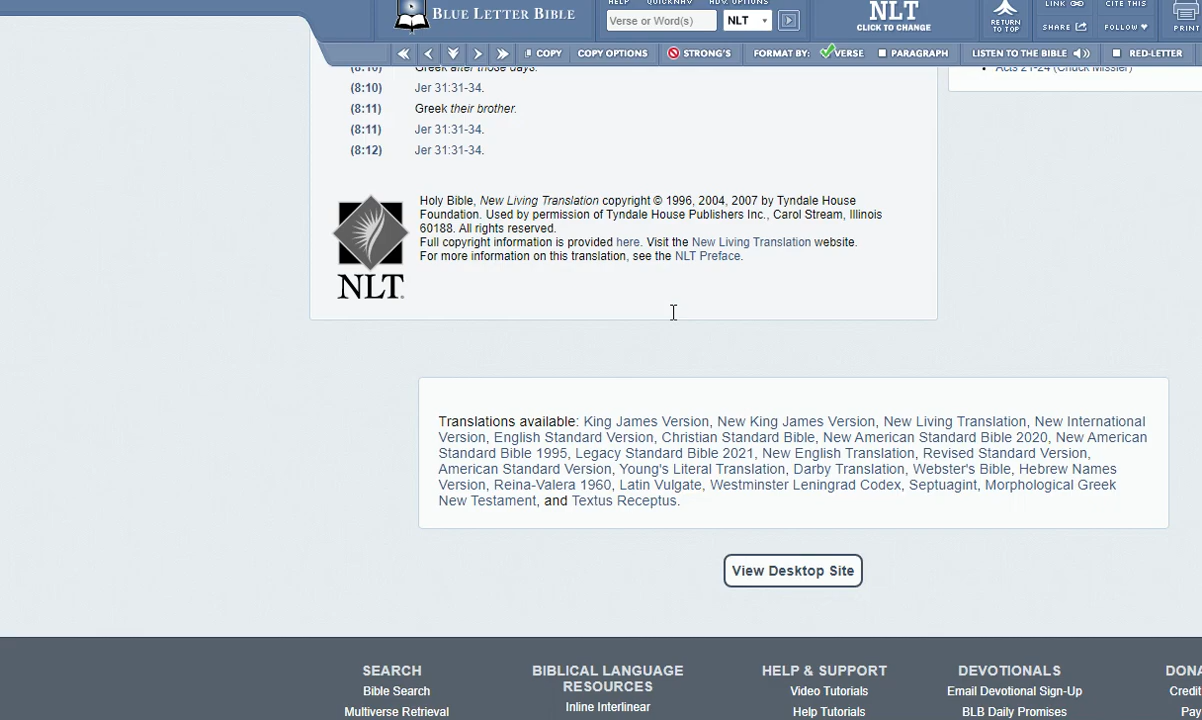 HELP QUICKNAV ADV. OPTIONS
BLUE LETTER BIBLE
Verse or Word(s)
NLT
NLT
CLICK TO CHANGE
RETURN
TO TOP
LINK
SHARE
CITE THIS
FOLLOW
PRINT
COPY
COPY OPTIONS
STRONG'S
FORMAT BY:
VERSE
PARAGRAPH
LISTEN TO THE BIBLE
RED-LETTER
(8:10) Greek after those days.
(8:10) Jer 31:31-34.
(8:11) Greek their brother.
(8:11) Jer 31:31-34.
(8:12) Jer 31:31-34.
Acts 21-24 (Chuck Missler)
NLT
Holy Bible, New Living Translation copyright © 1996, 2004, 2007 by Tyndale House
Foundation. Used by permission of Tyndale House Publishers Inc., Carol Stream, Illinois
60188. All rights reserved.
Full copyright information is provided here. Visit the New Living Translation website.
For more information on this translation, see the NLT Preface.
Translations available: King James Version, New King James Version, New Living Translation, New International
Version, English Standard Version, Christian Standard Bible, New American Standard Bible 2020, New American
Standard Bible 1995, Legacy Standard Bible 2021, New English Translation, Revised Standard Version,
American Standard Version, Young's Literal Translation, Darby Translation, Webster's Bible, Hebrew Names
Version, Reina-Valera 1960, Latin Vulgate, Westminster Leningrad Codex, Septuagint, Morphological Greek
New Testament, and Textus Receptus.
View Desktop Site
SEARCH
Bible Search
Multiverse Retrieval
BIBLICAL LANGUAGE
RESOURCES
Inline Interlinear
HELP & SUPPORT
Video Tutorials
Help Tutorials
DEVOTIONALS
Email Devotional Sign-Up
BLB Daily Promises
DONA
Credit
Pay